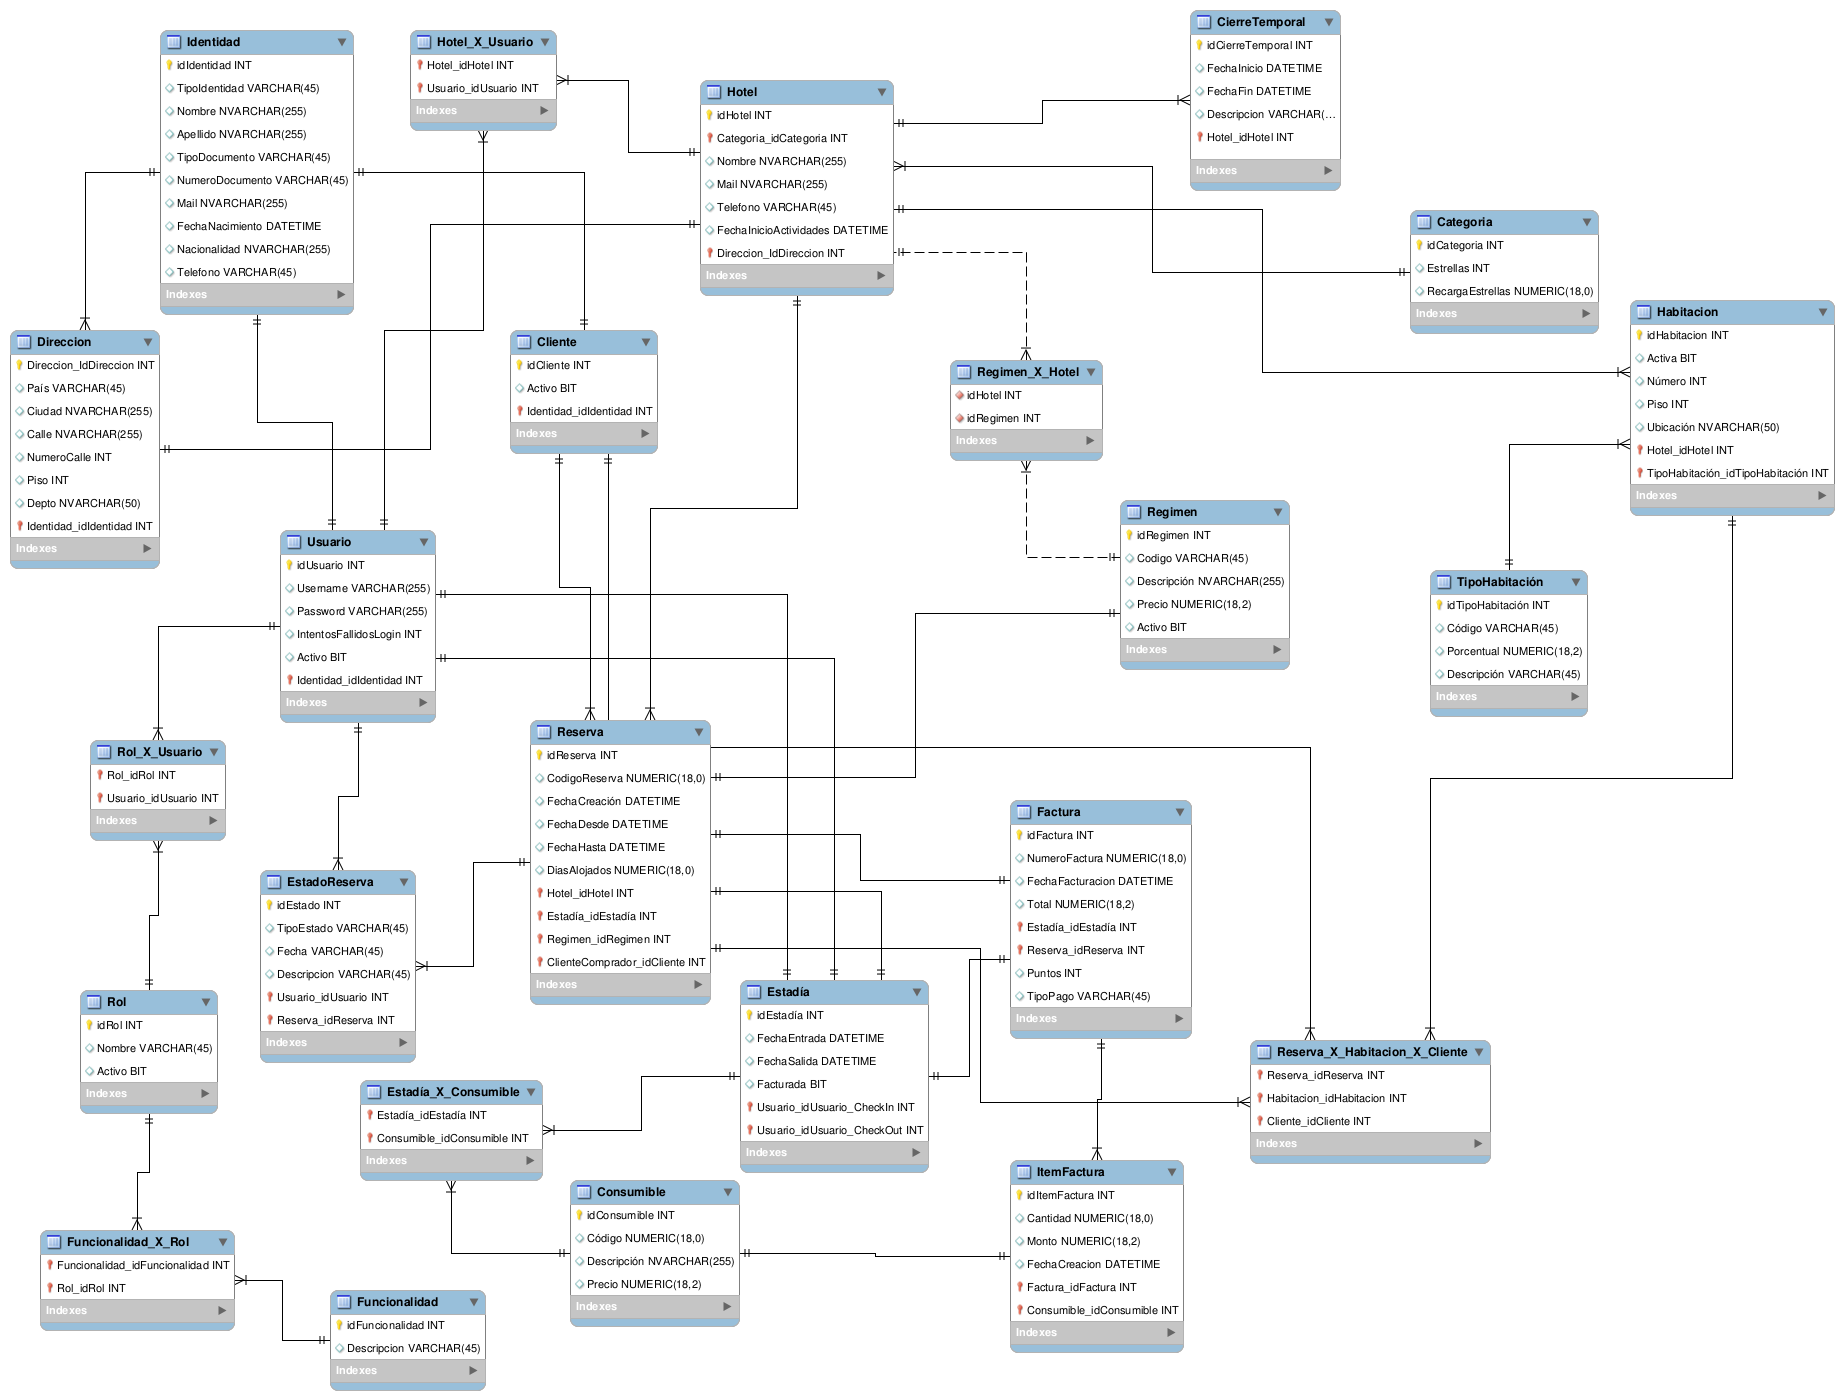 Identidad
idIdentidad INT
TipoIdentidad VARCHAR(45)
Nombre NVARCHAR(255)
Apellido NVARCHAR(255)
TipoDocumento VARCHAR(45)
NumeroDocumento VARCHAR(45)
Mail NVARCHAR(255)
FechaNacimiento DATETIME
Nacionalidad NVARCHAR(255)
Telefono VARCHAR(45)
Indexes
Hotel_X_Usuario
Hotel_idHotel INT
Usuario_idUsuario INT
Indexes
Hotel
idHotel INT
Categoria_idCategoria INT
Nombre NVARCHAR(255)
Mail NVARCHAR(255)
Telefono VARCHAR(45)
FechaInicioActividades DATETIME
Direccion_IdDireccion INT
Indexes
CierreTemporal
idCierreTemporal INT
FechaInicio DATETIME
FechaFin DATETIME
Descripcion VARCHAR(...
Hotel_idHotel INT
Indexes
Categoria
idCategoria INT
Estrellas INT
RecargaEstrellas NUMERIC(18,0)
Indexes
Habitacion
idHabitacion INT
Activa BIT
Número INT
Piso INT
Ubicación NVARCHAR(50)
Hotel_idHotel INT
TipoHabitación_idTipoHabitación INT
Indexes
Direccion
Direccion_IdDireccion INT
País VARCHAR(45)
Ciudad NVARCHAR(255)
Calle NVARCHAR(255)
NumeroCalle INT
Piso INT
Depto NVARCHAR(50)
Identidad_idIdentidad INT
Indexes
Cliente
idCliente INT
Activo BIT
Identidad_idIdentidad INT
Indexes
Regimen_X_Hotel
idHotel INT
idRegimen INT
Indexes
Regimen
idRegimen INT
Codigo VARCHAR(45)
Descripción NVARCHAR(255)
Precio NUMERIC(18,2)
Activo BIT
Indexes
TipoHabitación
idTipoHabitación INT
Código VARCHAR(45)
Porcentual NUMERIC(18,2)
Descripción VARCHAR(45)
Indexes
Usuario
idUsuario INT
Username VARCHAR(255)
Password VARCHAR(255)
IntentosFallidosLogin INT
Activo BIT
Identidad_idIdentidad INT
Indexes
Rol_X_Usuario
Rol_idRol INT
Usuario_idUsuario INT
Indexes
Reserva
idReserva INT
CodigoReserva NUMERIC(18,0)
FechaCreación DATETIME
FechaDesde DATETIME
FechaHasta DATETIME
DiasAlojados NUMERIC(18,0)
Hotel_idHotel INT
Estadía_idEstadía INT
Regimen_idRegimen INT
ClienteComprador_idCliente INT
Indexes
EstadoReserva
idEstado INT
TipoEstado VARCHAR(45)
Fecha VARCHAR(45)
Descripcion VARCHAR(45)
Usuario_idUsuario INT
Reserva_idReserva INT
Indexes
Factura
idFactura INT
NumeroFactura NUMERIC(18,0)
FechaFacturacion DATETIME
Total NUMERIC(18,2)
Estadía_idEstadía INT
Reserva_idReserva INT
Puntos INT
TipoPago VARCHAR(45)
Indexes
Rol
idRol INT
Nombre VARCHAR(45)
Activo BIT
Indexes
Estadía
idEstadía INT
FechaEntrada DATETIME
FechaSalida DATETIME
Facturada BIT
Usuario_idUsuario_CheckIn INT
Usuario_idUsuario_CheckOut INT
Indexes
Reserva_X_Habitacion_X_Cliente
Reserva_idReserva INT
Habitacion_idHabitacion INT
Cliente_idCliente INT
Indexes
Estadía_X_Consumible
Estadía_idEstadía INT
Consumible_idConsumible INT
Indexes
Consumible
idConsumible INT
Código NUMERIC(18,0)
Descripción NVARCHAR(255)
Precio NUMERIC(18,2)
Indexes
ItemFactura
idItemFactura INT
Cantidad NUMERIC(18,0)
Monto NUMERIC(18,2)
FechaCreacion DATETIME
Factura_idFactura INT
Consumible_idConsumible INT
Indexes
Funcionalidad_X_Rol
Funcionalidad_idFuncionalidad INT
Rol_idRol INT
Indexes
Funcionalidad
idFuncionalidad INT
Descripcion VARCHAR(45)
Indexes